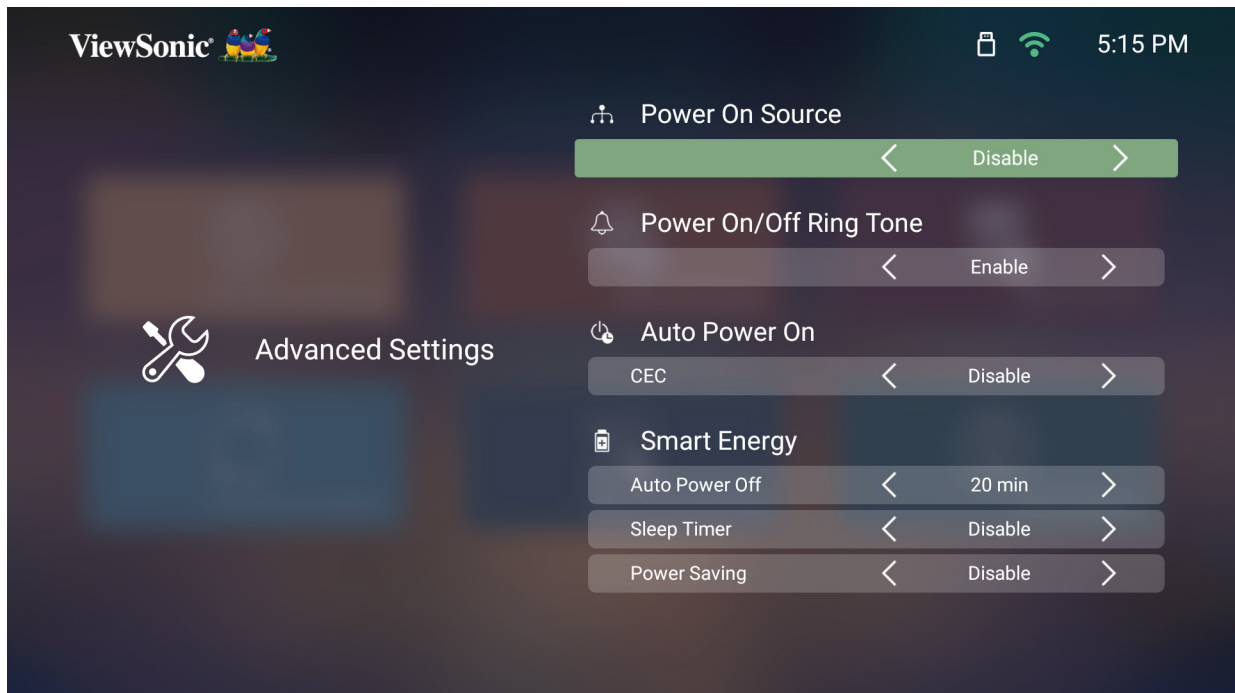 ViewSonic®
5:15 PM
Power On Source
Disable
Power On/Off Ring Tone
Enable
Advanced Settings
Auto Power On
CEC Disable
Smart Energy
Auto Power Off 20 min
Sleep Timer Disable
Power Saving Disable